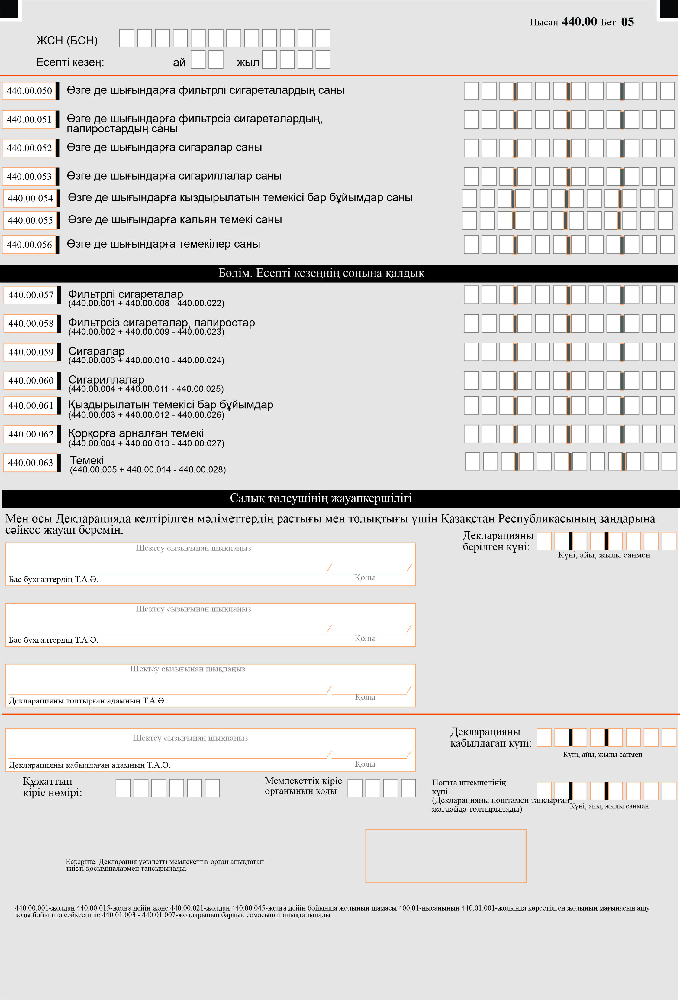 Нысан 440.00 Бет 05
ЖСН (БСН)
Есепті кезең: ай жыл
440.00.050 Өзге де шығындарға фильтрлі сигареталардың саны
440.00.051 Өзге де шығындарға фильтрсіз сигареталардың,
папиростардың саны
440.00.052 Өзге де шығындарға сигаралар саны
440.00.053 Өзге де шығындарға сигариллалар саны
440.00.054 Өзге де шығындарға кыздырылатын темекісі бар бұйымдар саны
440.00.055 Өзге де шығындарға кальян темекі саны
440.00.056 Өзге де шығындарға темекілер саны
Бөлім. Есепті кезеңнің соңына қалдық
440.00.057 Фильтрлі сигареталар
(440.00.001 + 440.00.008 - 440.00.022)
440.00.058 Фильтрсіз сигареталар, папиростар
(440.00.002 + 440.00.009 - 440.00.023)
440.00.059 Сигаралар
(440.00.003 + 440.00.010 - 440.00.024)
440.00.060 Сигариллалар
(440.00.004 + 440.00.011 - 440.00.025)
440.00.061 Қыздырылатын темекісі бар бұйымдар
(440.00.003 + 440.00.012 - 440.00.026)
440.00.062 Қорқорға арналған темекі
(440.00.004 + 440.00.013 - 440.00.027)
440.00.063 Темекі
(440.00.005 + 440.00.014 - 440.00.028)
Салық төлеушінің жауапкершілігі
Мен осы Декларацияда келтірілген мәліметтердің растығы мен толықтығы үшін Қазақстан Республикасының заңдарына
сәйкес жауап беремін.
Декларацияны
берілген күні:
Күні, айы, жылы санмен
Шектеу сызығынан шықпаңыз
/ /
Бас бухгалтердің Т.А.Ә. Қолы
Шектеу сызығынан шықпаңыз
/ /
Бас бухгалтердің Т.А.Ә. Қолы
Шектеу сызығынан шықпаңыз
/ /
Декларацияны толтырған адамның Т.А.Ә. Қолы
Шектеу сызығынан шықпаңыз
/ /
Декларацияны қабылдаған адамның Т.А.Ә. Қолы
Декларацияны
қабылдаған күні:
Күні, айы, жылы санмен
Құжаттың
кіріс нөмірі:
Мемлекеттік кіріс
органының коды
Пошта штемпелінің
күні
(Декларацияны поштамен тапсырған
жағдайда толтырылады)
Күні, айы, жылы санмен
Ескертпе. Декларация уәкілетті мемлекеттік орган анықтаған
тиісті қосымшалармен тапсырылады.
440.00.001-жолдан 440.00.015-жолға дейін және 440.00.021-жолдан 440.00.045-жолға дейін бойынша жолының шамасы 400.01-нысанының 440.01.001-жолында көрсетілген жолының мағынасын ашу
коды бойынша сәйкесінше 440.01.003 - 440.01.007-жолдарының барлық сомасынан анықталынады.